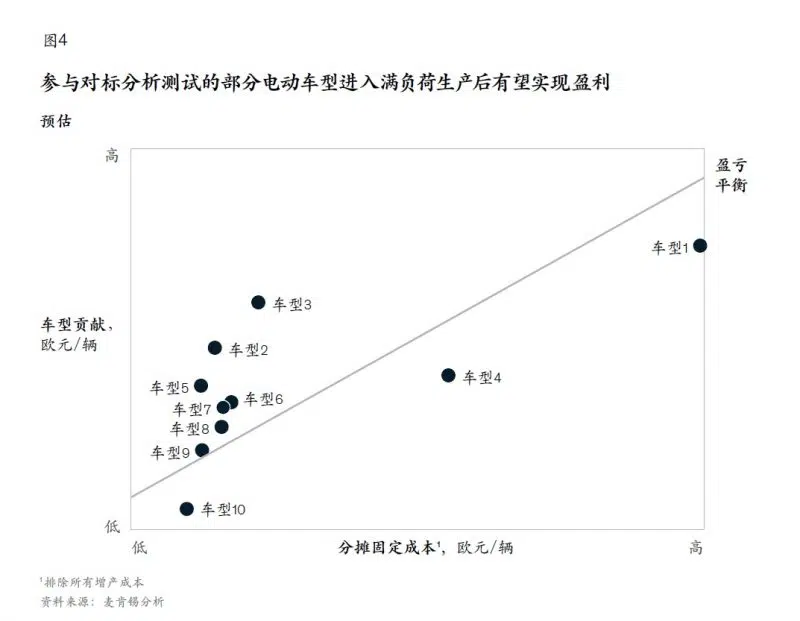 图4
参与对标分析测试的部分电动车型进入满负荷生产后有望实现盈利
预估
高
盈亏
平衡
车型1
车型3
车型贡献，
欧元/辆
车型2
车型4
车型5
车型6
车型7
车型8
车型9
车型10
低
低
分摊固定成本¹，欧元/辆
高
¹排除所有增产成本
资料来源：麦肯锡分析